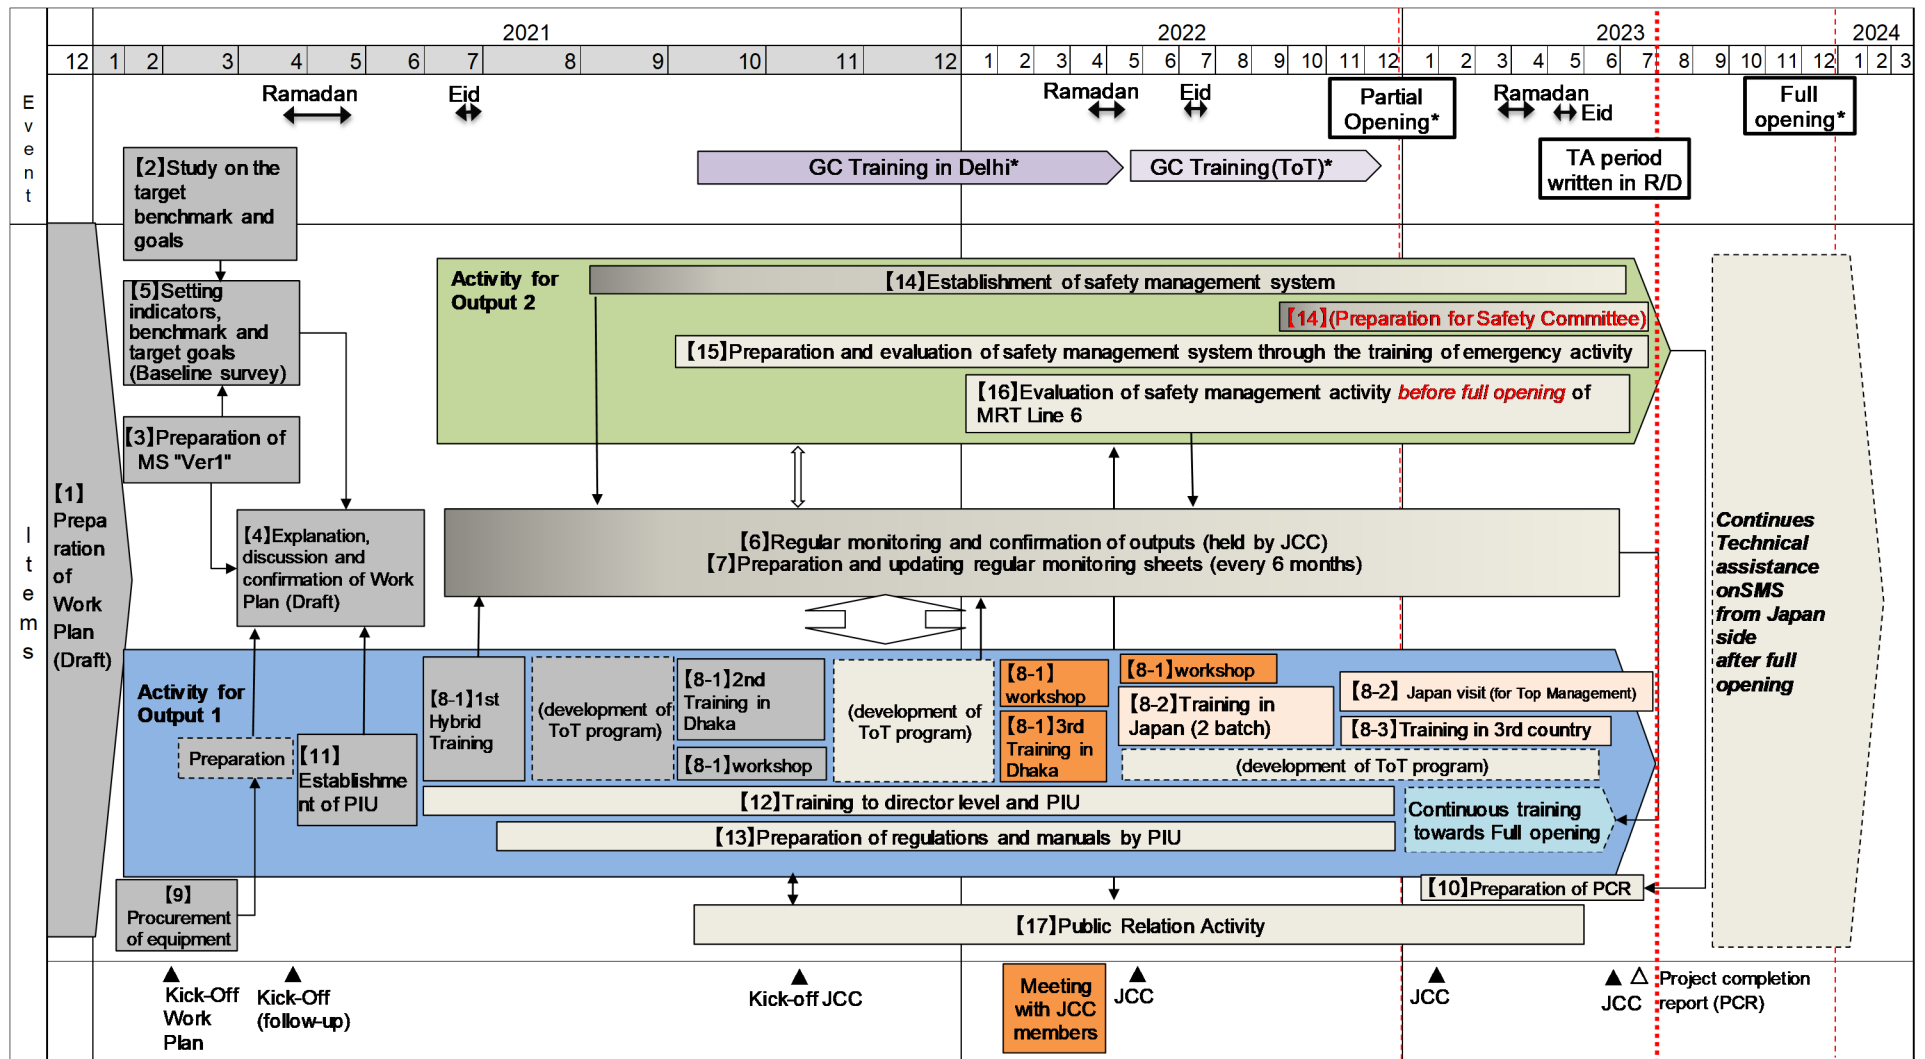 2021
2022
2023
2024
12 1 2 3 4 5 6 7 8 9 10 11 12 1 2 3 4 5 6 7 8 9 10 11 12 1 2 3 4 5 6 7 8 9 10 11 12 1 2 3
Event
Ramadan
Eid
Ramadan
Eid
Partial
Opening*
Ramadan
Eid
Full
opening*
GC Training in Delhi*
GC Training(ToT)*
TA period
written in R/D
Items
【1】
Prepa
ration
of
Work
Plan
(Draft)
【2】Study on the
target
benchmark and
goals
【5】Setting
indicators,
benchmark and
target goals
(Baseline survey)
【3】Preparation of
MS "Ver1"
【4】Explanation,
discussion and
confirmation of Work
Plan (Draft)
Activity for
Output 2
【14】Establishment of safety management system
【14】(Preparation for Safety Committee)
【15】Preparation and evaluation of safety management system through the training of emergency activity
【16】Evaluation of safety management activity before full opening of
MRT Line 6
【6】Regular monitoring and confirmation of outputs (held by JCC)
【7】Preparation and updating regular monitoring sheets (every 6 months)
Continues
Technical
assistance
onSMS
from Japan
side
after full
opening
Activity for
Output 1
Preparation
【11】
Establishme
nt of PIU
【8-1】1st
Hybrid
Training
(development of
ToT program)
【8-1】2nd
Training in
Dhaka
【8-1】workshop
(development of
ToT program)
【8-1】
workshop
【8-1】3rd
Training in
Dhaka
【8-1】workshop
【8-2】Training in
Japan (2 batch)
【8-2】 Japan visit (for Top Management)
【8-3】Training in 3rd country
(development of ToT program)
【12】Training to director level and PIU
【13】Preparation of regulations and manuals by PIU
Continuous training
towards Full opening
【9】
Procurement
of equipment
【10】Preparation of PCR
【17】Public Relation Activity
Kick-Off
Work
Plan
Kick-Off
(follow-up)
Kick-off JCC
Meeting
with JCC
members
JCC
JCC
JCC
Project completion
report (PCR)